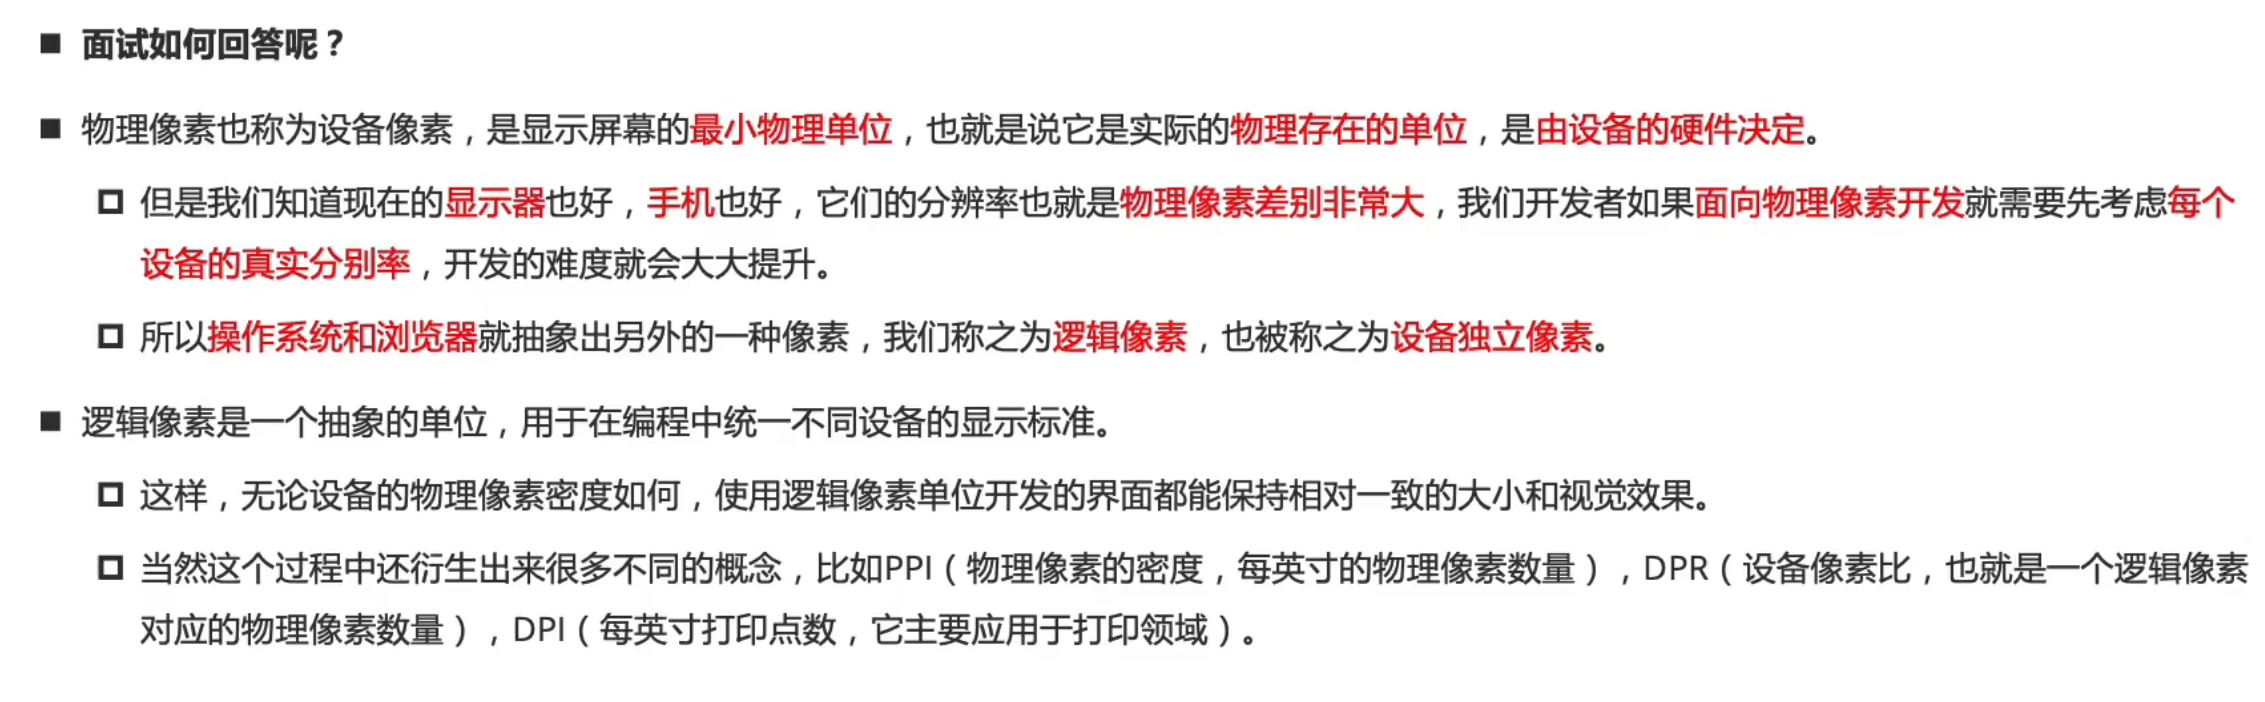 ■ 面试如何回答呢？
■ 物理像素也称为设备像素，是显示屏幕的最小物理单位，也就是说它是实际的物理存在的单位，是由设备的硬件决定。
但是我们知道现在的显示器也好，手机也好，它们的分辨率也就是物理像素差别非常大，我们开发者如果面向物理像素开发就需要先考虑每个
设备的真实分别率，开发的难度就会大大提升。
所以操作系统和浏览器就抽象出另外的一种像素，我们称之为逻辑像素，也被称之为设备独立像素。
■ 逻辑像素是一个抽象的单位，用于在编程中统一不同设备的显示标准。
这样，无论设备的物理像素密度如何，使用逻辑像素单位开发的界面都能保持相对一致的大小和视觉效果。
当然这个过程中还衍生出来很多不同的概念，比如PPI（物理像素的密度，每英寸的物理像素数量），DPR（设备像素比，也就是一个逻辑像素
对应的物理像素数量），DPI（每英寸打印点数，它主要应用于打印领域）。